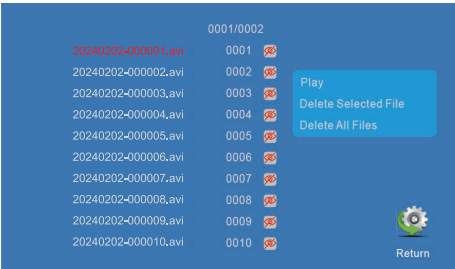 0001/0002
20240202-000001.avi 0001
20240202-000002.avi 0002
20240202-000003.avi 0003
20240202-000004.avi 0004
20240202-000005.avi 0005
20240202-000006.avi 0006
20240202-000007.avi 0007
20240202-000008.avi 0008
20240202-000009.avi 0009
20240202-000010.avi 0010
Play
Delete Selected File
Delete All Files
Return